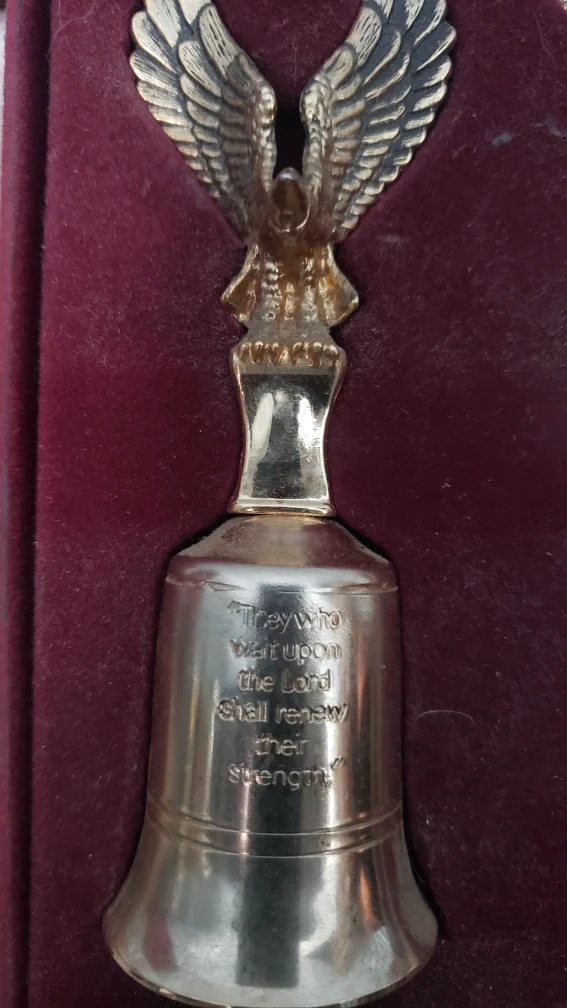 "They who
wait upon
the Lord
shall renew
their
strength."